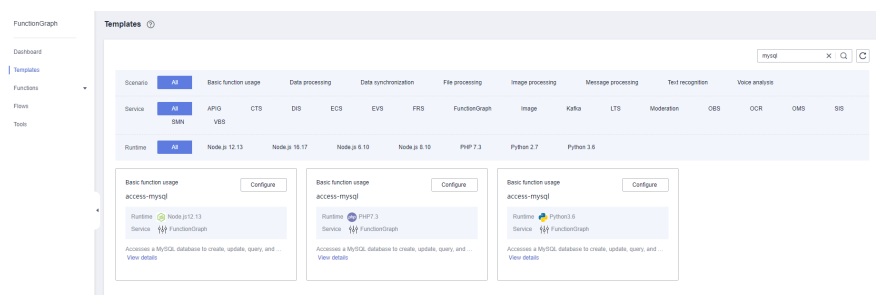 FunctionGraph
Templates
Dashboard
Templates
Functions
Flows
Tools
mysql
Scenario All Basic function usage Data processing Data synchronization File processing Image processing Message processing Text recognition Voice analysis
Service All APIG CTS DIS ECS EVS FRS FunctionGraph Image Kafka LTS Moderation OBS OCR OMS SIS
SMN VBS
Runtime All Node.js 12.13 Node.js 16.17 Node.js 6.10 Node.js 8.10 PHP 7.3 Python 2.7 Python 3.6
Basic function usage Configure
access-mysql
Runtime Node.js12.13
Service FunctionGraph
Accesses a MySQL database to create, update, query, and ...
View details
Basic function usage Configure
access-mysql
Runtime php PHP7.3
Service FunctionGraph
Accesses a MySQL database to create, update, query, and ...
View details
Basic function usage Configure
access-mysql
Runtime Python3.6
Service FunctionGraph
Accesses a MySQL database to create, update, query, and ...
View details